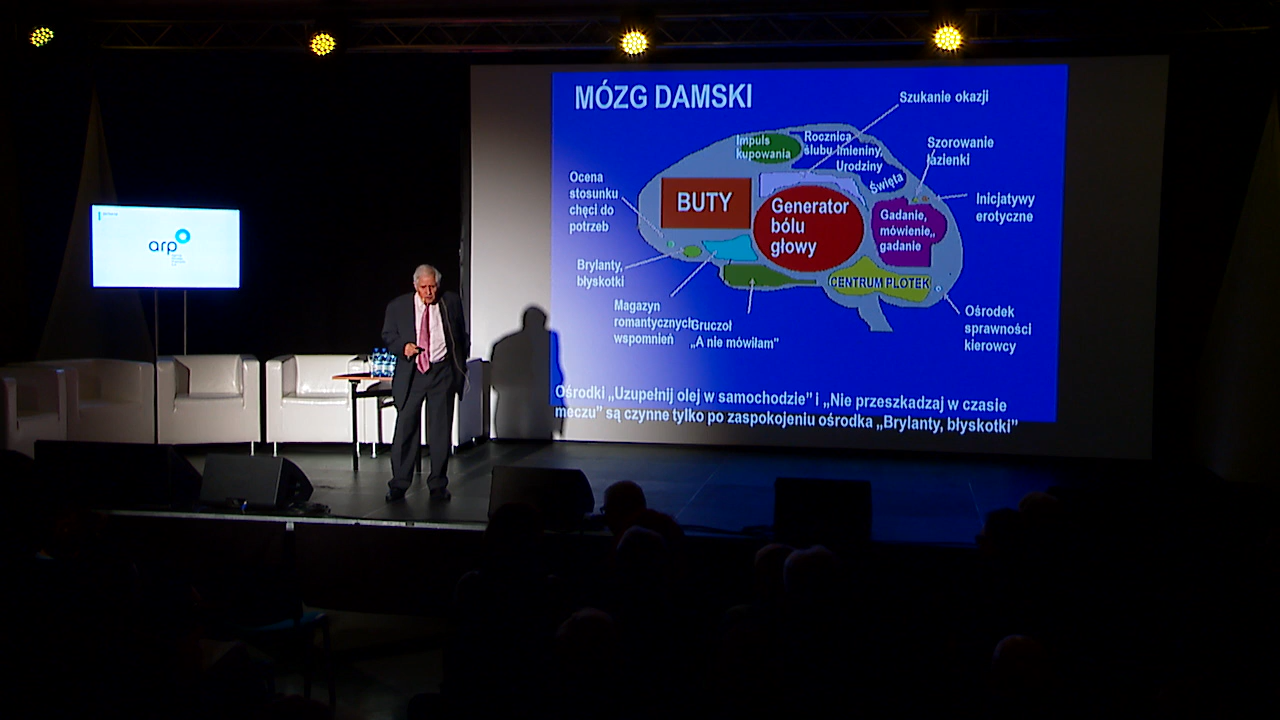 MÓZG DAMSKI
Szukanie okazji
Impuls
kupowania
Rocznica
ślubu Imieniny,
Urodziny
Święta
Szorowanie
łazienki
Ocena
stosunku
chęci do
potrzeb
BUTY
Generator
bólu
głowy
Gadanie,
mówienie,,
gadanie
Inicjatywy
erotyczne
Brylanty,
błyskotki
CENTRUM PLOTEK
Magazyn
romantycznych
wspomnień
Gruczoł
„A nie mówiłam”
Ośrodek
sprawności
kierowcy
Ośrodki „Uzupełnij olej w samochodzie” i „Nie przeszkadzaj w czasie
meczu” są czynne tylko po zaspokojeniu ośrodka „Brylanty, błyskotki”
arp